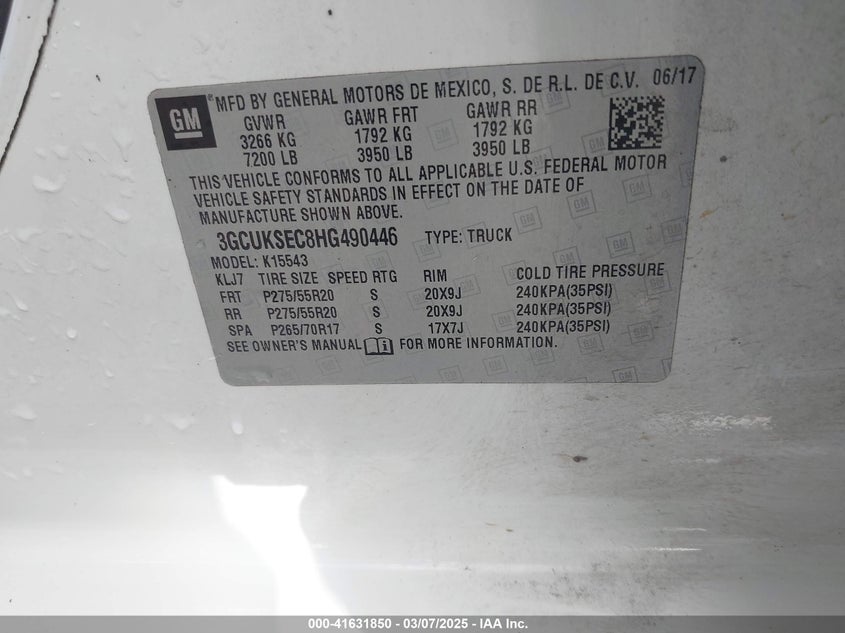 GM
MFD BY GENERAL MOTORS DE MEXICO, S. DE R.L. DE C.V. 06/17
GVWR GAWR FRT GAWR RR
3266 KG 1792 KG 1792 KG
7200 LB 3950 LB 3950 LB
THIS VEHICLE CONFORMS TO ALL APPLICABLE U.S. FEDERAL MOTOR
VEHICLE SAFETY STANDARDS IN EFFECT ON THE DATE OF
MANUFACTURE SHOWN ABOVE.
3GCUKSEC8HG490446 TYPE: TRUCK
MODEL: K15543
KLJ7 TIRE SIZE SPEED RTG RIM COLD TIRE PRESSURE
FRT P275/55R20 S 20X9J 240KPA(35PSI)
RR P275/55R20 S 20X9J 240KPA(35PSI)
SPA P265/70R17 S 17X7J 240KPA(35PSI)
SEE OWNER'S MANUAL FOR MORE INFORMATION.
000-41631850 - 03/07/2025 - IAA Inc.